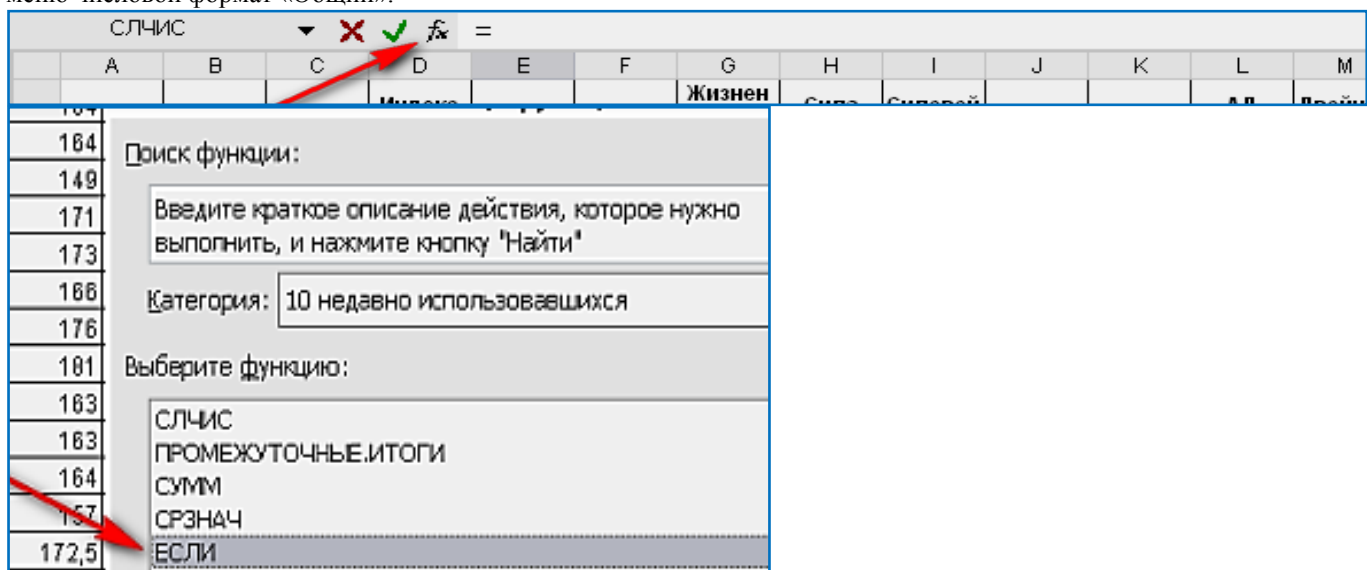 СЛЧИС fx =
A B C D E F G H I J K L M
Жизнен
164
149
171
173
166
176
181
163
163
164
157
172,5
Поиск функции:
Введите краткое описание действия, которое нужно
выполнить, и нажмите кнопку "Найти"
Категория: 10 недавно использовавшихся
Выберите функцию:
СЛЧИС
ПРОМЕЖУТОЧНЫЕ.ИТОГИ
СУММ
СРЗНАЧ
ЕСЛИ